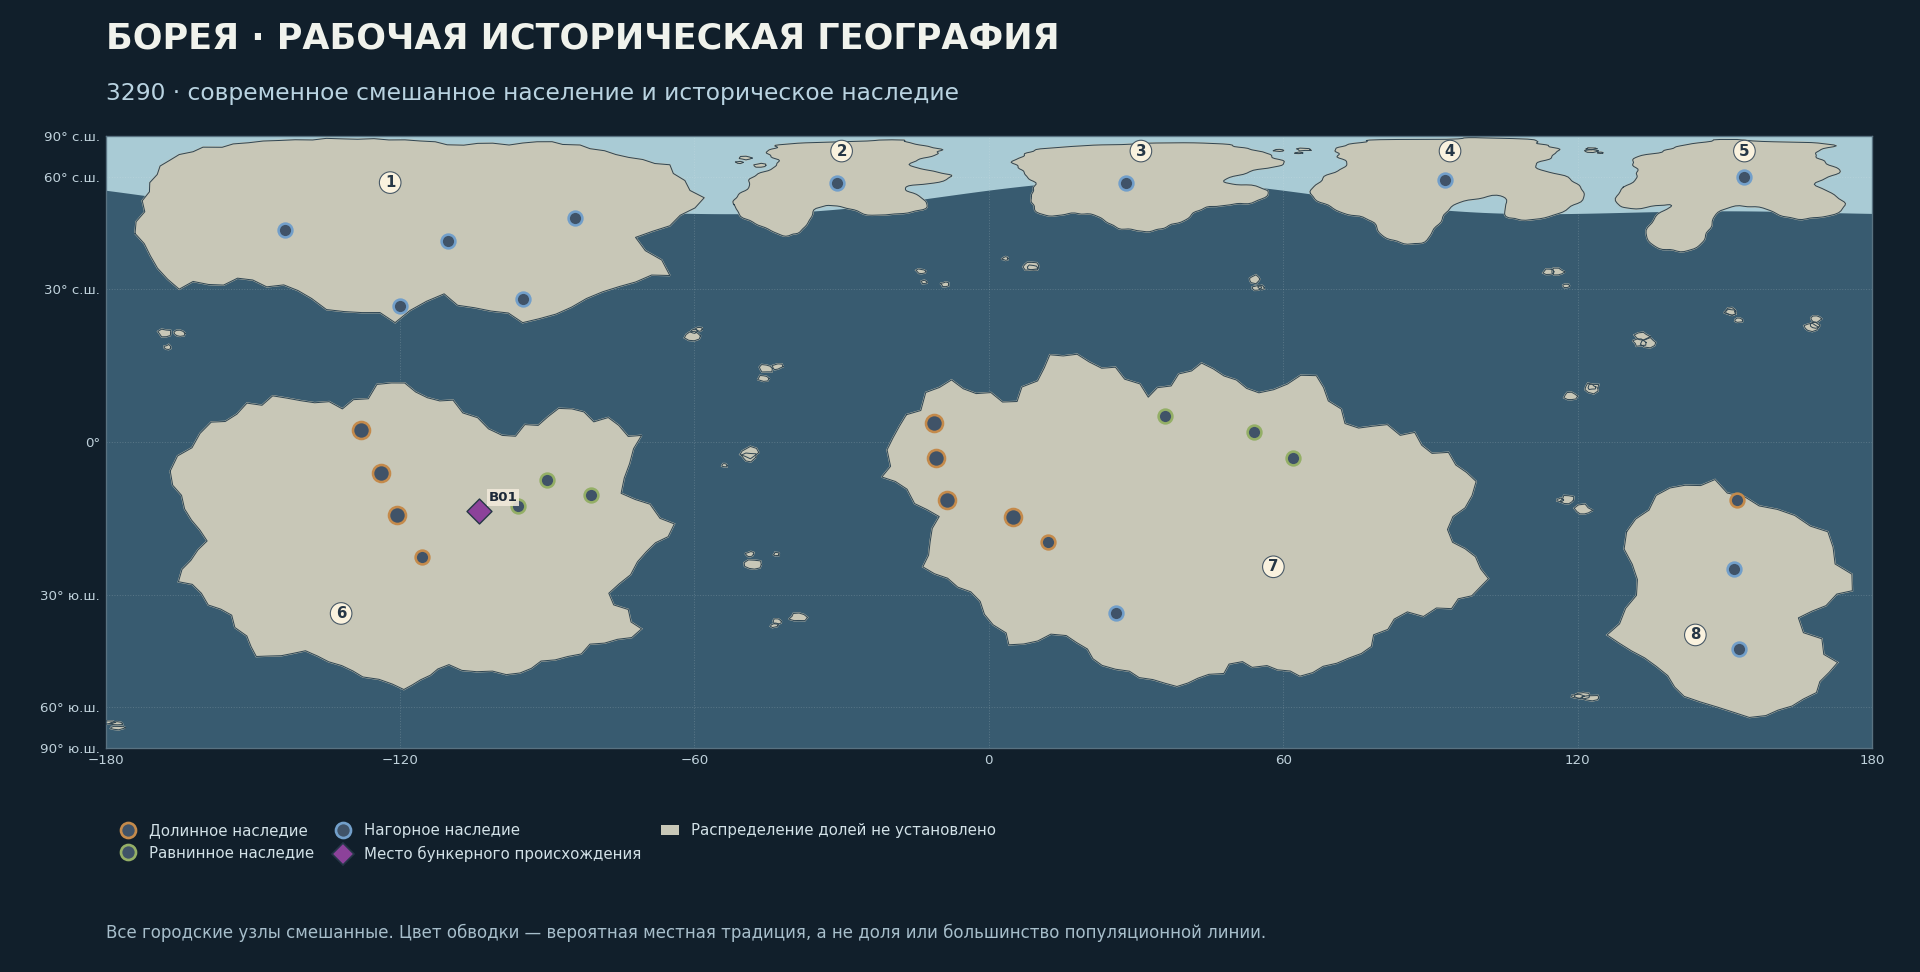 БОРЕЯ · РАБОЧАЯ ИСТОРИЧЕСКАЯ ГЕОГРАФИЯ
3290 · современное смешанное население и историческое наследие
90° с.ш.
60° с.ш.
30° с.ш.
0°
30° ю.ш.
60° ю.ш.
90° ю.ш.
1
2
3
4
5
B01
6
7
8
−180
−120
−60
0
60
120
180
Долинное наследие
Равнинное наследие
Нагорное наследие
Место бункерного происхождения
Распределение долей не установлено
Все городские узлы смешанные. Цвет обводки — вероятная местная традиция, а не доля или большинство популяционной линии.